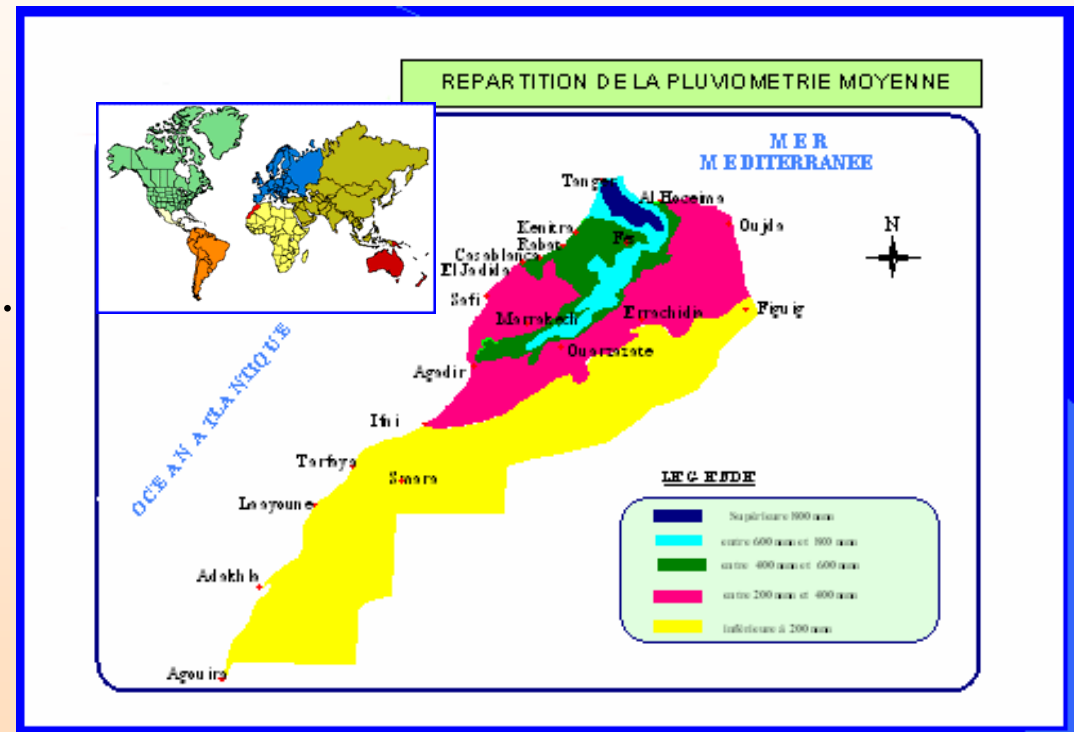 REPARTITION DE LA PLUVIOMETRIE MOYENNE
MER
MEDITERRANEE
Tanger
Al Hoceima
Oujda
N
Kenitra
Fes
Rabat
Casablanca
El Jadida
Safi
Marrakech
Errachidia
Figuig
Ouarzazate
Agadir
OCEAN ATLANTIQUE
Ifni
Tarfaya
Smara
Laayoune
Adakhla
Agouira
LEGENDE
Supérieure 800 mm
entre 600 mm et 800 mm
entre 400 mm et 600 mm
entre 200 mm et 400 mm
inférieure à 200 mm